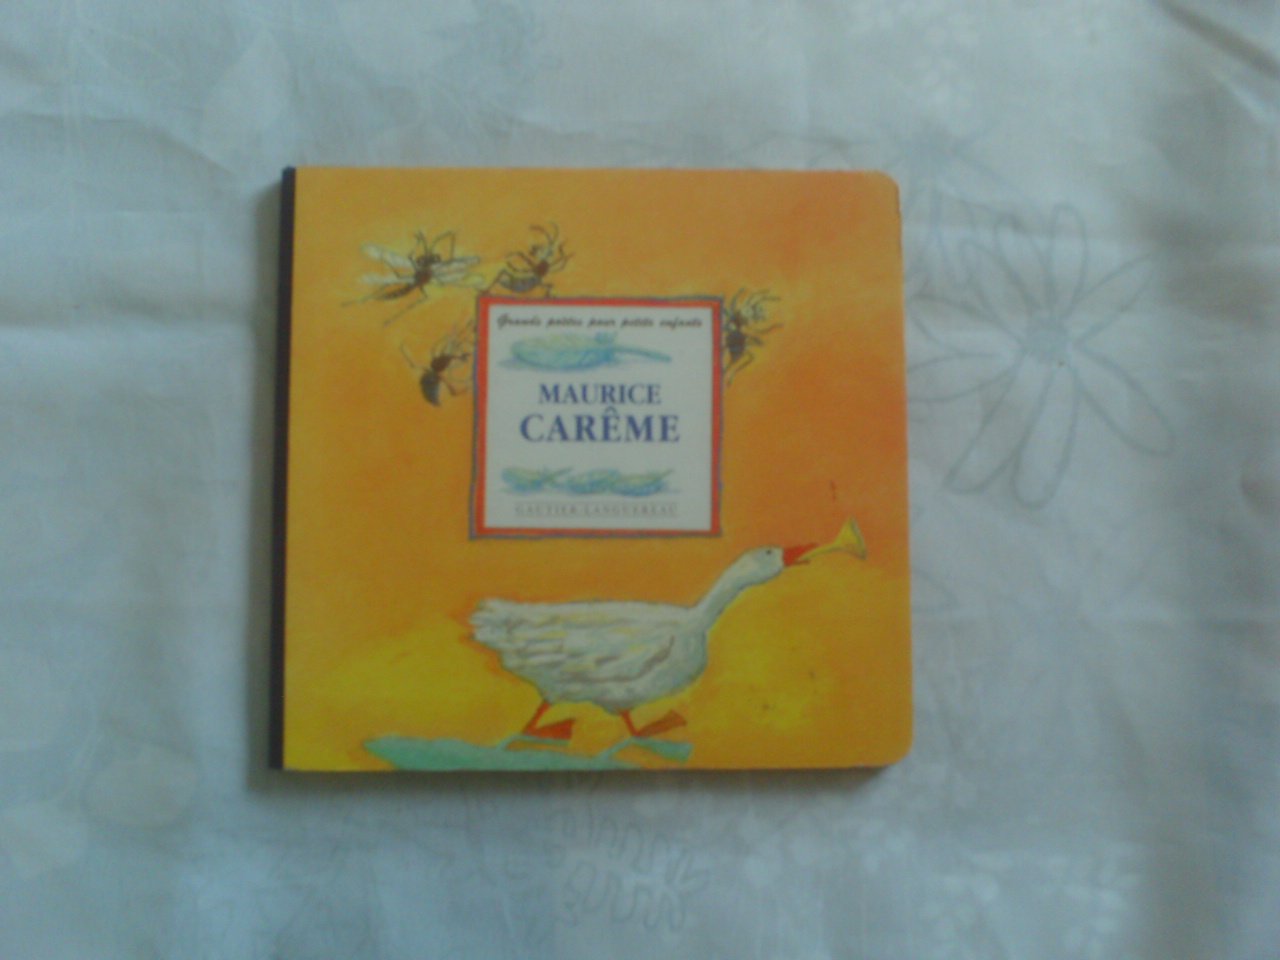 Grands poètes pour petits enfants
MAURICE
CARÊME
GAUTIER-LANGUEREAU